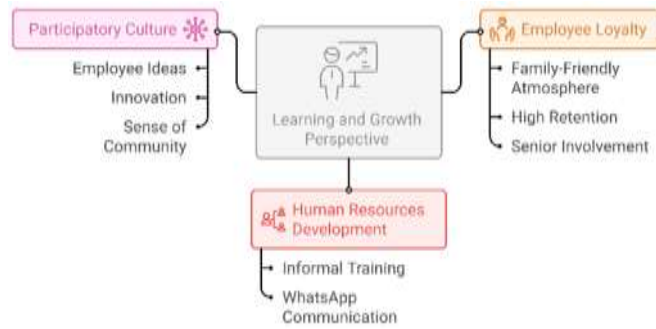 Participatory Culture
Employee Ideas
Innovation
Sense of
Community
Learning and Growth
Perspective
Employee Loyalty
Family-Friendly
Atmosphere
High Retention
Senior Involvement
Human Resources
Development
Informal Training
WhatsApp
Communication